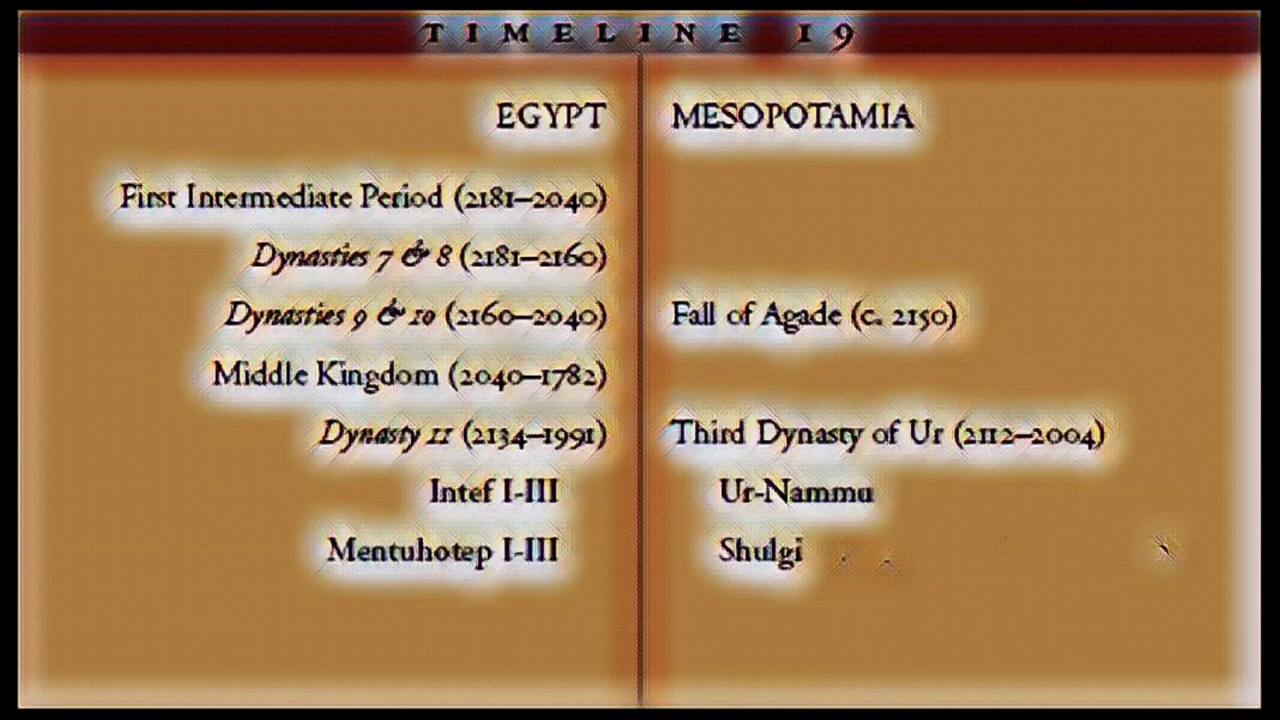 TIMELINE 19
EGYPT
First Intermediate Period (2181–2040)
Dynasties 7 & 8 (2181–2160)
Dynasties 9 & 10 (2160–2040)
Middle Kingdom (2040–1782)
Dynasty 11 (2134–1991)
Intef I-III
Mentuhotep I-III
MESOPOTAMIA
Fall of Agade (c. 2150)
Third Dynasty of Ur (2112–2004)
Ur-Nammu
Shulgi